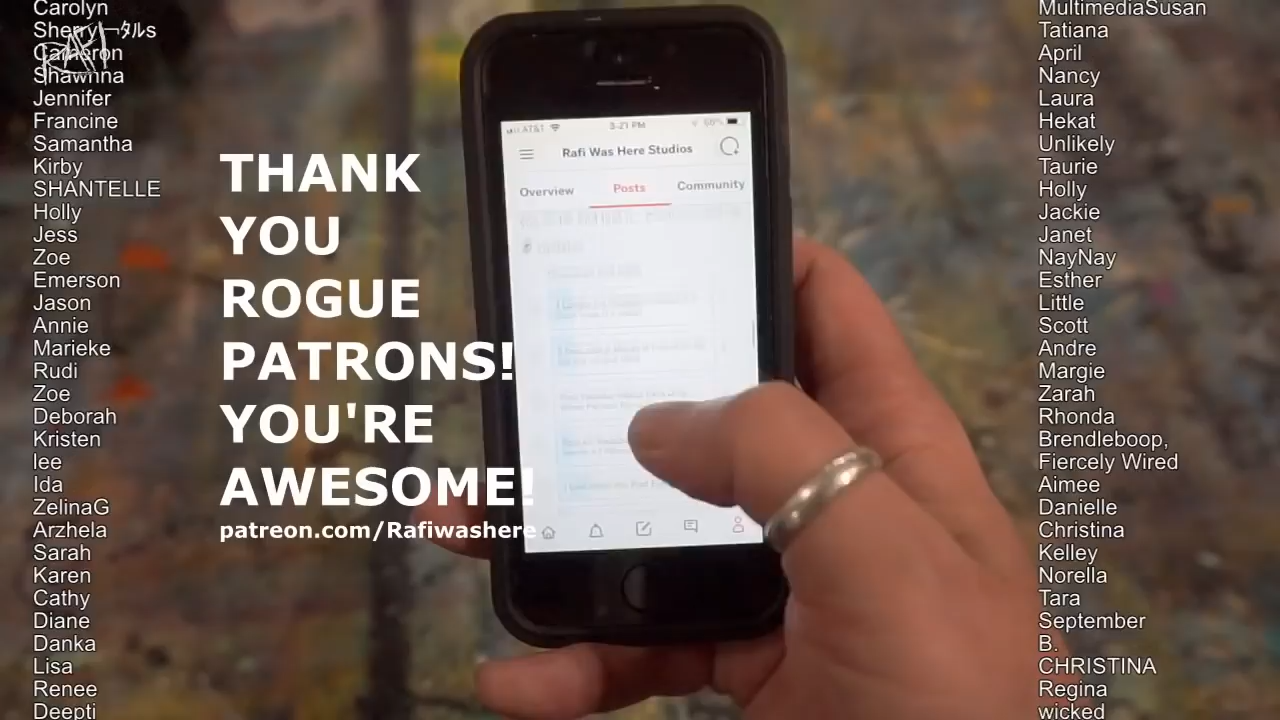 Carolyn
Cameron
Shawnna
Jennifer
Francine
Samantha
Kirby
SHANTELLE
Holly
Jess
Zoe
Emerson
Jason
Annie
Marieke
Rudi
Zoe
Deborah
Kristen
lee
Ida
ZelinaG
Arzhela
Sarah
Karen
Cathy
Diane
Danka
Lisa
Renee
Deepti
THANK
YOU
ROGUE
PATRONS!
YOU'RE
AWESOME!
patreon.com/Rafiwashere
AT&T 3:21 PM
Rafi Was Here Studios
Overview Posts Community
MultimediaSusan
Tatiana
April
Nancy
Laura
Hekat
Unlikely
Taurie
Holly
Jackie
Janet
NayNay
Esther
Little
Scott
Andre
Margie
Zarah
Rhonda
Brendleboop,
Fiercely Wired
Aimee
Danielle
Christina
Kelley
Norella
Tara
September
B.
CHRISTINA
Regina
wicked